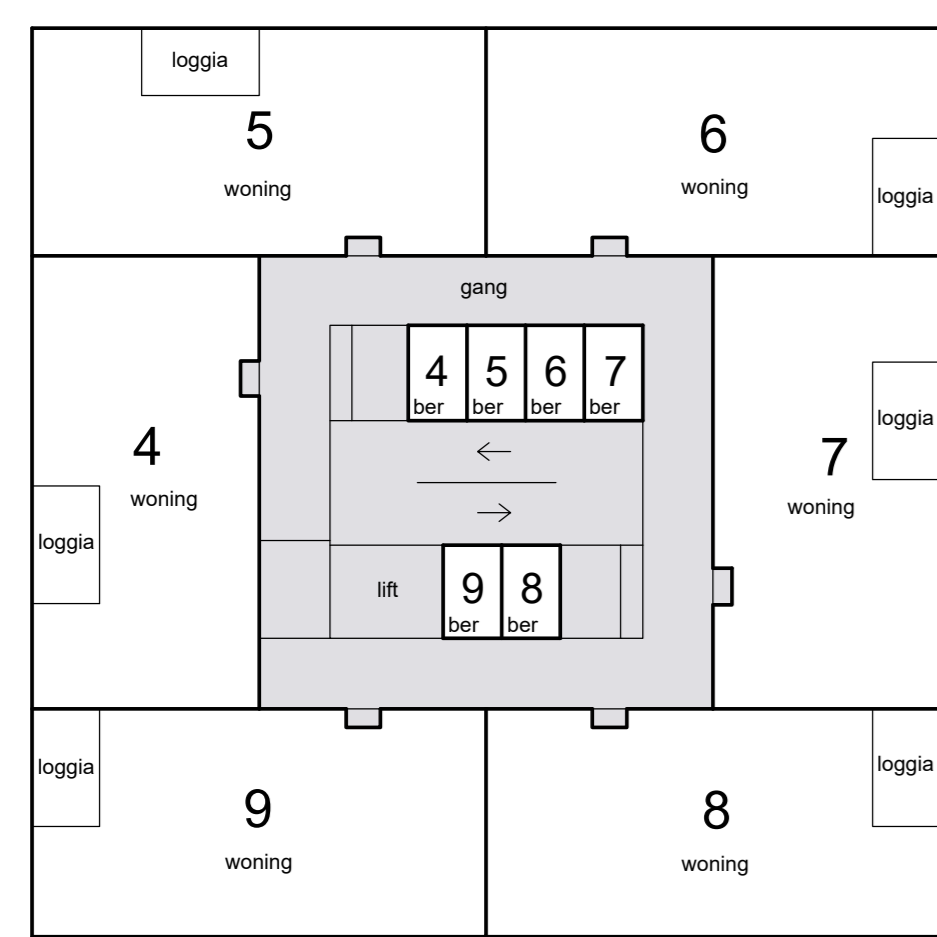 loggia
5
woning
6
woning
loggia
gang
4 5 6 7
ber ber ber ber
4
woning
loggia
7
woning
loggia
9 8
lift
ber ber
loggia
9
woning
8
woning
loggia